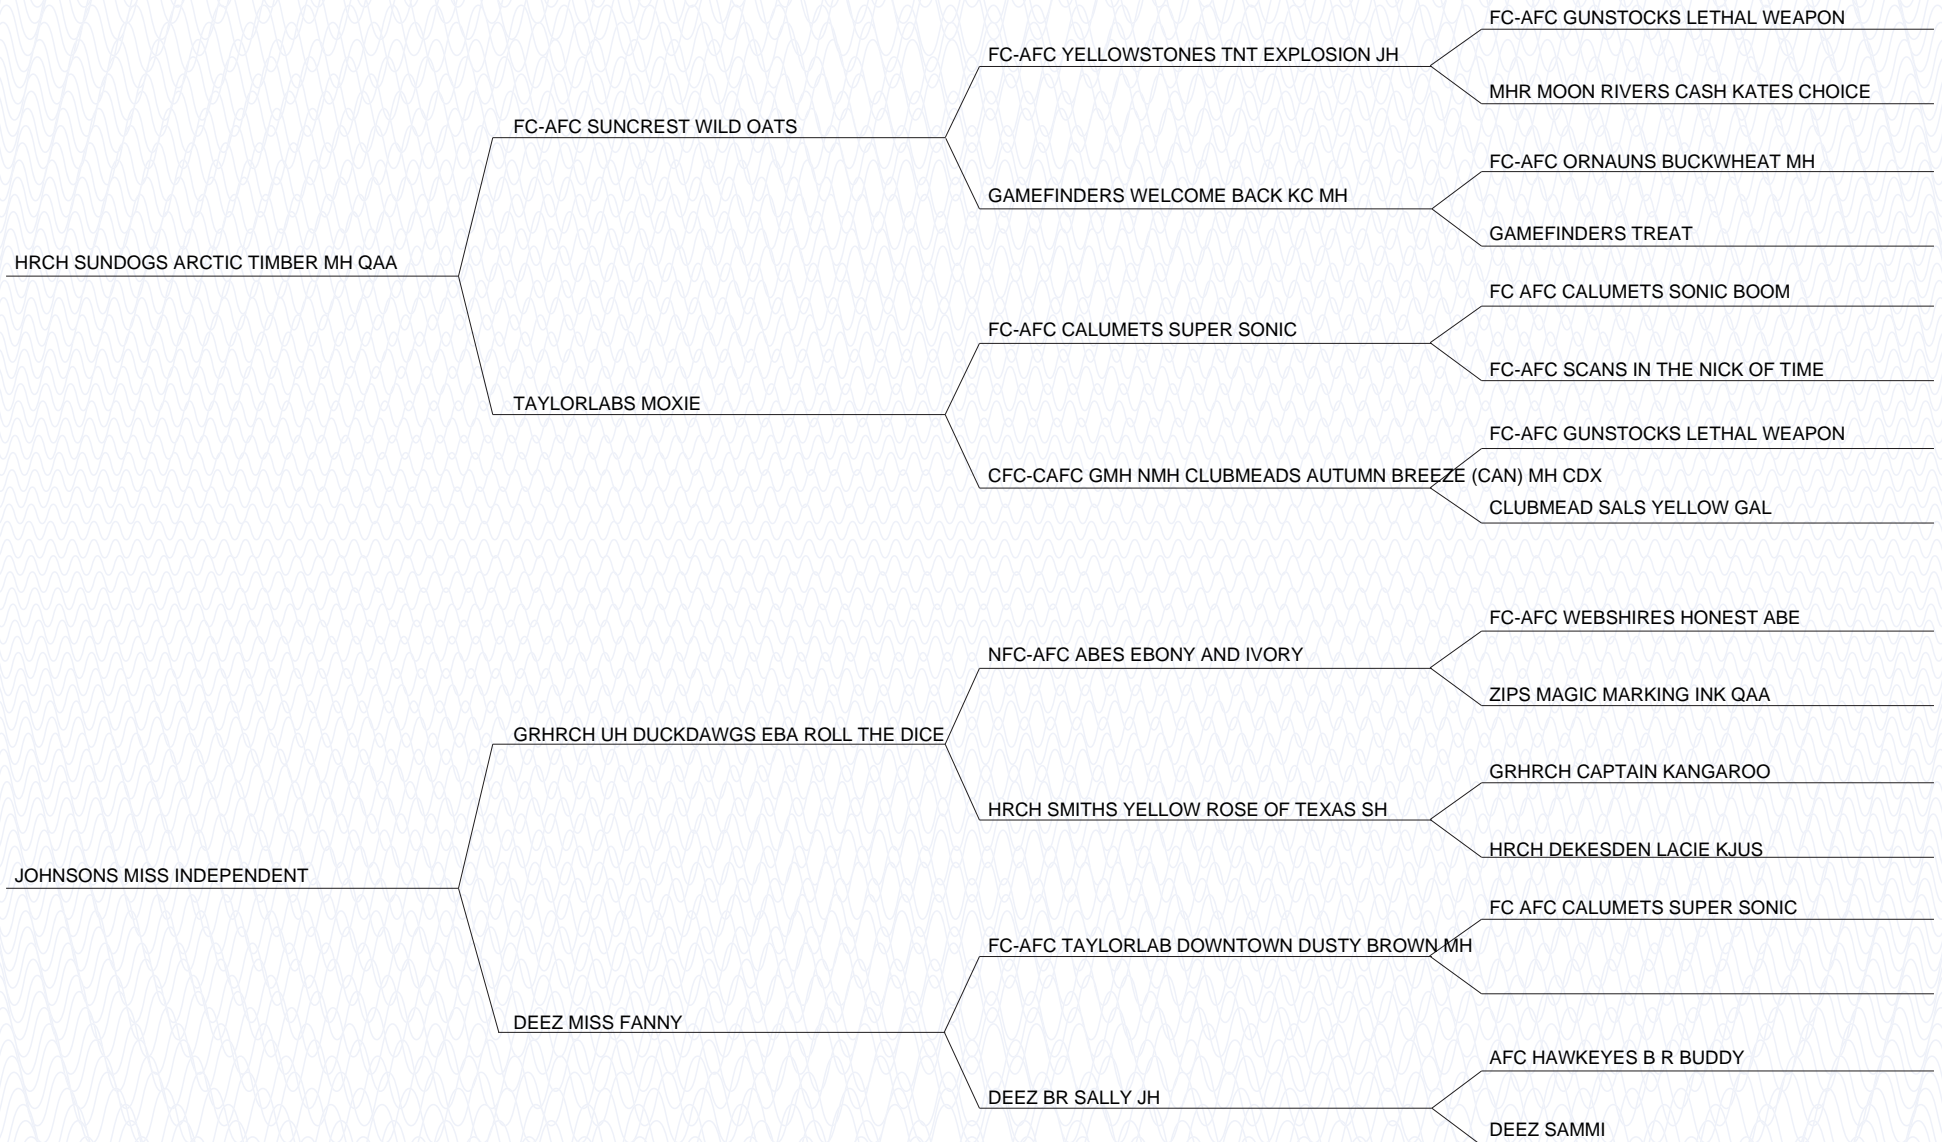 FC-AFC GUNSTOCKS LETHAL WEAPON
FC-AFC YELLOWSTONES TNT EXPLOSION JH
MHR MOON RIVERS CASH KATES CHOICE
FC-AFC SUNCREST WILD OATS
FC-AFC ORNAUNS BUCKWHEAT MH
GAMEFINDERS WELCOME BACK KC MH
GAMEFINDERS TREAT
HRCH SUNDOGS ARCTIC TIMBER MH QAA
FC AFC CALUMETS SONIC BOOM
FC-AFC CALUMETS SUPER SONIC
FC-AFC SCANS IN THE NICK OF TIME
TAYLORLABS MOXIE
FC-AFC GUNSTOCKS LETHAL WEAPON
CFC-CAFC GMH NMH CLUBMEADS AUTUMN BREEZE (CAN) MH CDX
CLUBMEAD SALS YELLOW GAL
FC-AFC WEBSHIRES HONEST ABE
NFC-AFC ABES EBONY AND IVORY
ZIPS MAGIC MARKING INK QAA
GRHRCH UH DUCKDAWGS EBA ROLL THE DICE
GRHRCH CAPTAIN KANGAROO
HRCH SMITHS YELLOW ROSE OF TEXAS SH
HRCH DEKESDEN LACIE KJUS
JOHNSONS MISS INDEPENDENT
FC AFC CALUMETS SUPER SONIC
FC-AFC TAYLORLAB DOWNTOWN DUSTY BROWN MH
DEEZ MISS FANNY
AFC HAWKEYES B R BUDDY
DEEZ BR SALLY JH
DEEZ SAMMI